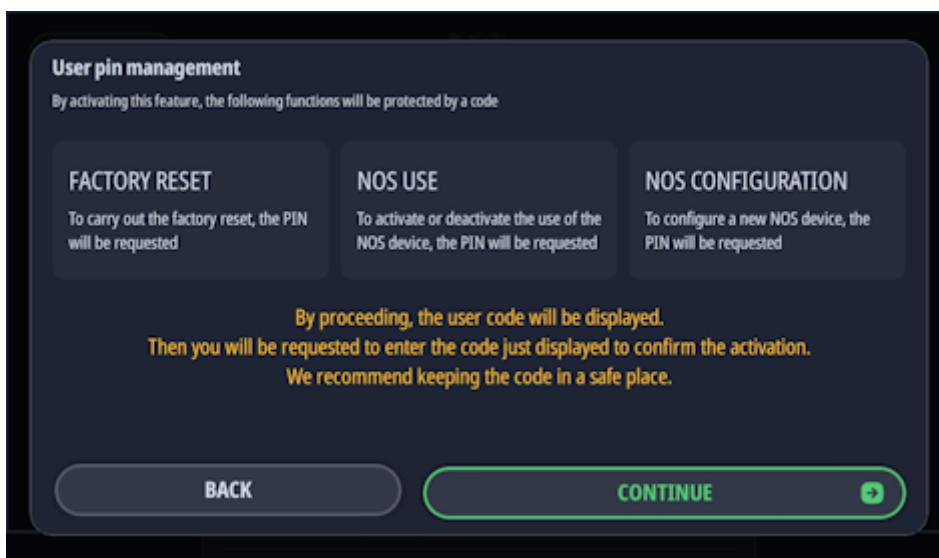 User pin management
By activating this feature, the following functions will be protected by a code
FACTORY RESET
To carry out the factory reset, the PIN
will be requested
NOS USE
To activate or deactivate the use of the
NOS device, the PIN will be requested
NOS CONFIGURATION
To configure a new NOS device, the
PIN will be requested
By proceeding, the user code will be displayed.
Then you will be requested to enter the code just displayed to confirm the activation.
We recommend keeping the code in a safe place.
BACK
CONTINUE